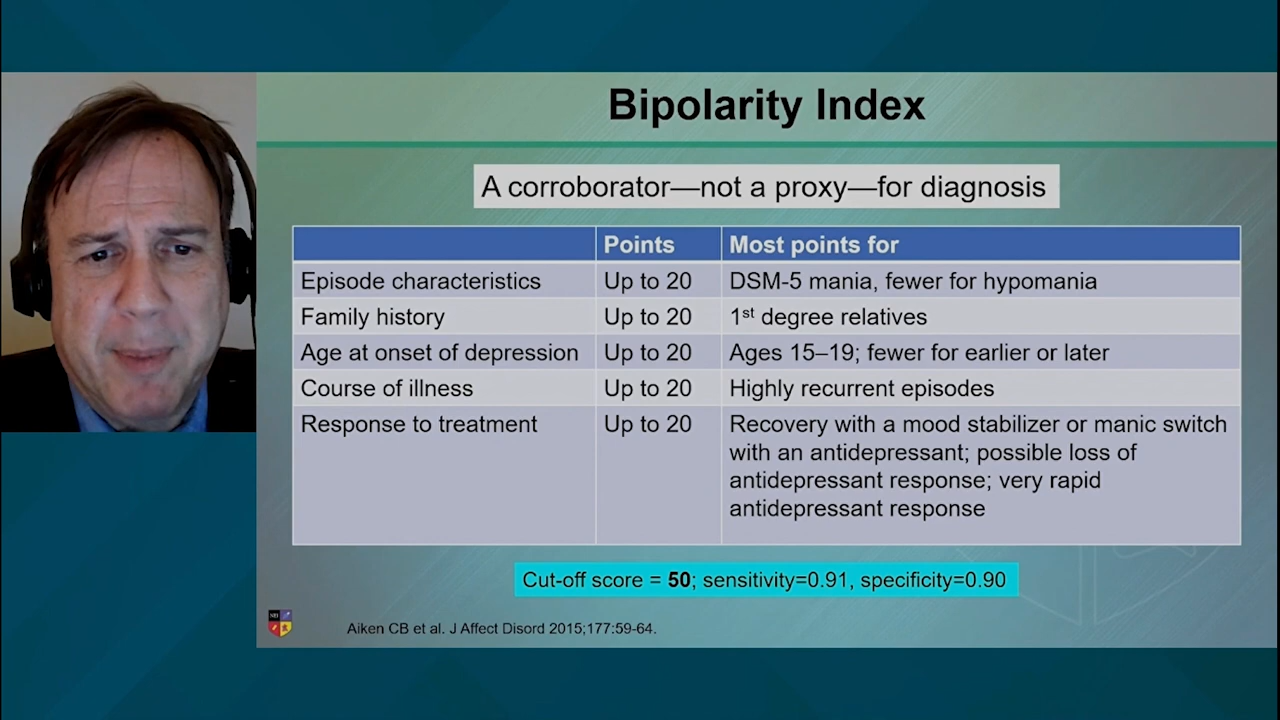 Bipolarity Index
A corroborator—not a proxy—for diagnosis
Points Most points for
Episode characteristics Up to 20 DSM-5 mania, fewer for hypomania
Family history Up to 20 1st degree relatives
Age at onset of depression Up to 20 Ages 15–19; fewer for earlier or later
Course of illness Up to 20 Highly recurrent episodes
Response to treatment Up to 20 Recovery with a mood stabilizer or manic switch
with an antidepressant; possible loss of
antidepressant response; very rapid
antidepressant response
Cut-off score = 50; sensitivity=0.91, specificity=0.90
NEI
Aiken CB et al. J Affect Disord 2015;177:59-64.